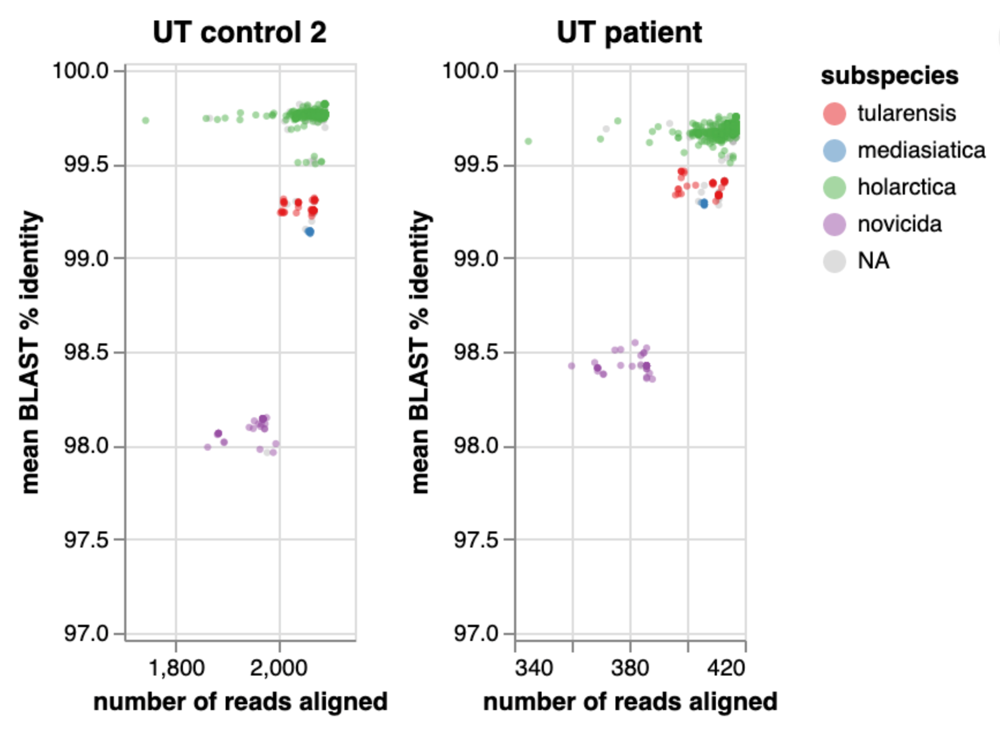 UT control 2
100.0
99.5
99.0
98.5
98.0
97.5
97.0
mean BLAST % identity
1,800 2,000
number of reads aligned
UT patient
100.0
99.5
99.0
98.5
98.0
97.5
97.0
mean BLAST % identity
340 380 420
number of reads aligned
subspecies
tularensis
mediasiatica
holarctica
novicida
NA